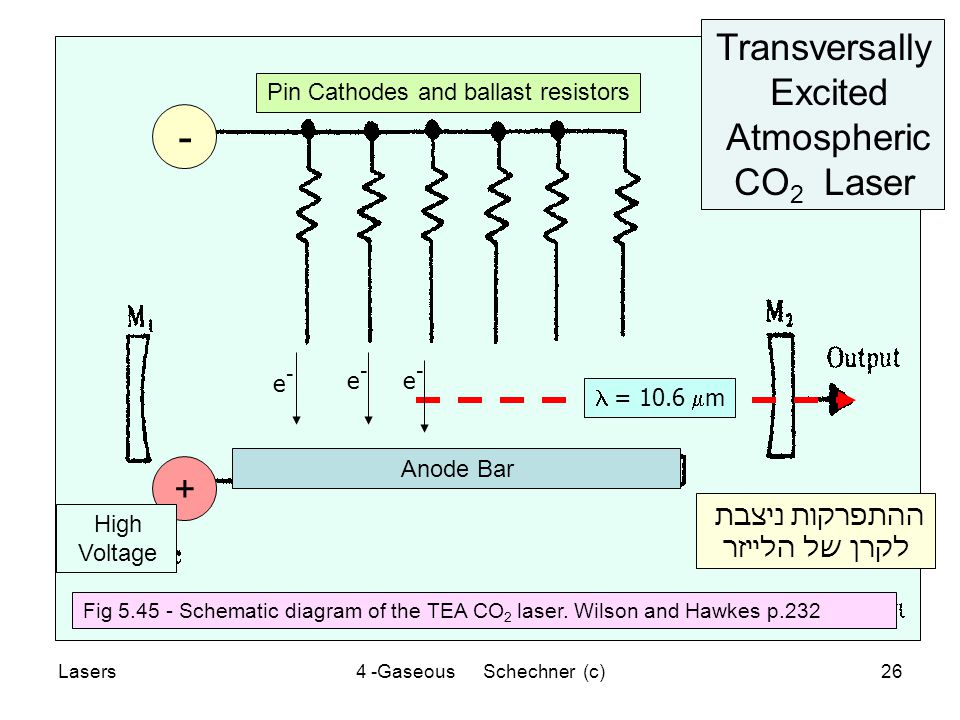 Transversally
Excited
Atmospheric
CO₂ Laser
Pin Cathodes and ballast resistors
-
M₁
M₂
Output
e⁻
e⁻
e⁻
λ = 10.6 μm
Anode Bar
+
High
Voltage
ההתפרקות ניצבת
לקרן של הלייזר
Fig 5.45 - Schematic diagram of the TEA CO₂ laser. Wilson and Hawkes p.232
Lasers
4 -Gaseous Schechner (c)
26